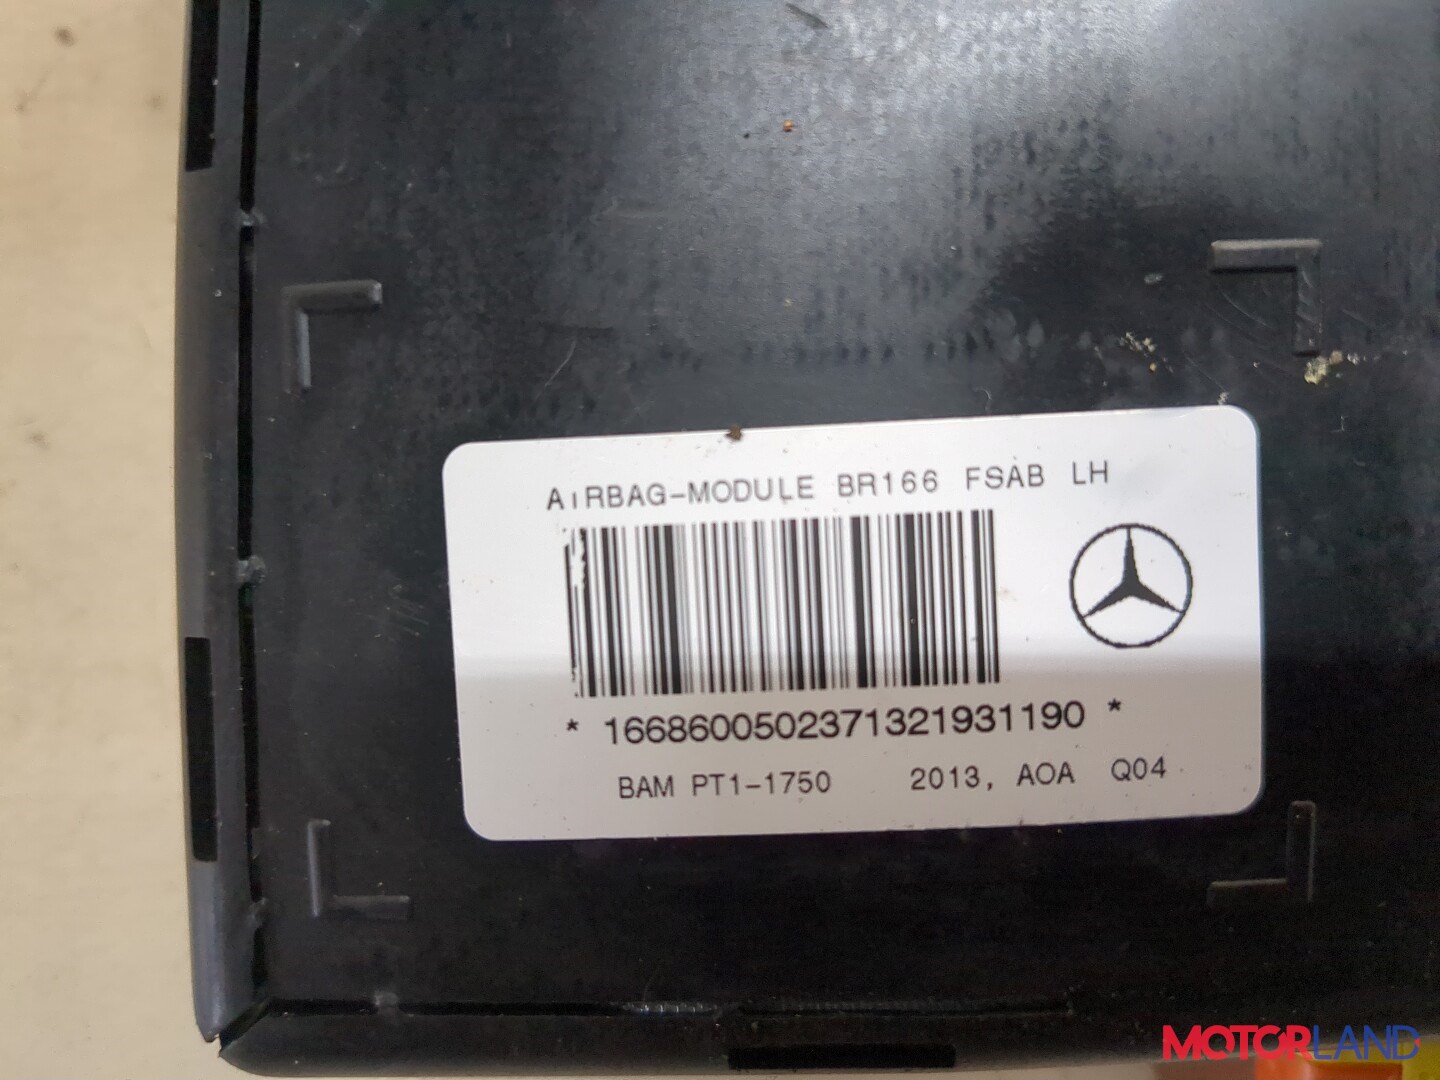 AiRBAG-MODULE BR166 FSAB LH
* 1668600502371321931190 *
BAM PT1-1750 2013, AOA Q04
MOTORLAND